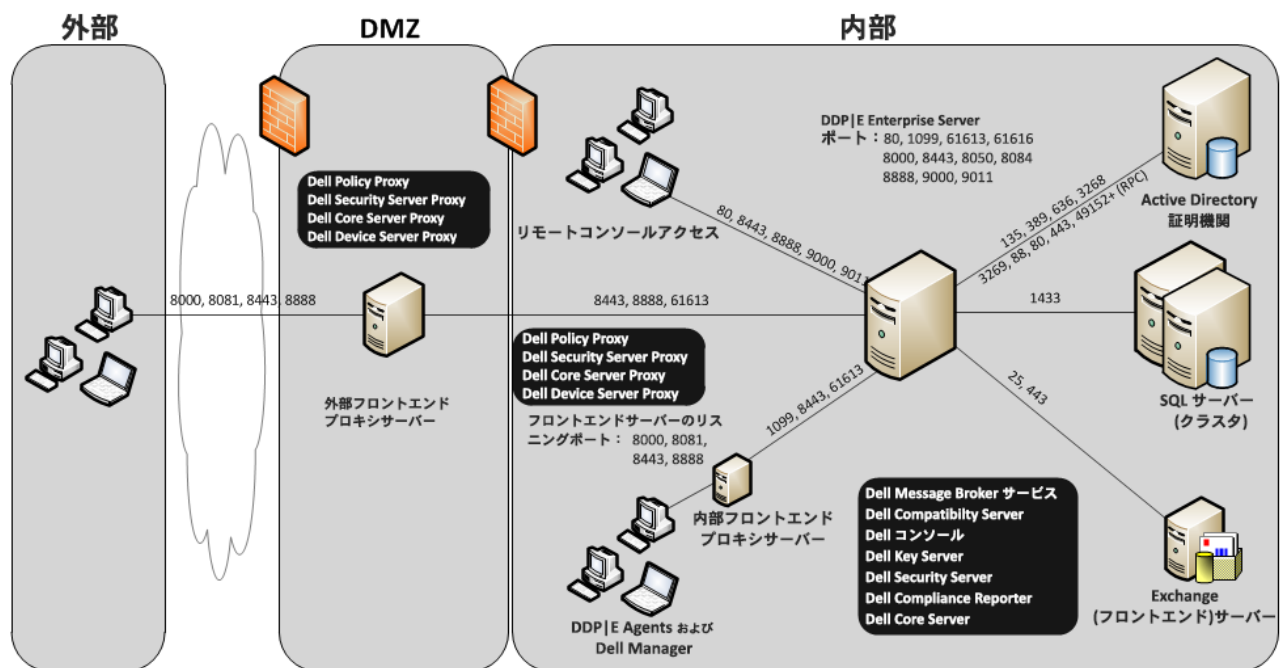 外部
DMZ
内部
Dell Policy Proxy
Dell Security Server Proxy
Dell Core Server Proxy
Dell Device Server Proxy
8000, 8081, 8443, 8888
外部フロントエンド
プロキシサーバー
リモートコンソールアクセス
80, 8443, 8888, 9000, 9011
DDP|E Enterprise Server
ポート：80, 1099, 61613, 61616
8000, 8443, 8050, 8084
8888, 9000, 9011
135, 389, 636, 3268
3269, 88, 80, 443, 49152+ (RPC)
Active Directory
証明機関
8443, 8888, 61613
1433
Dell Policy Proxy
Dell Security Server Proxy
Dell Core Server Proxy
Dell Device Server Proxy
フロントエンドサーバーのリス
ニングポート： 8000, 8081,
8443, 8888
1099, 8443, 61613
25, 443
SQL サーバー
(クラスタ)
内部フロントエンド
プロキシサーバー
DDP|E Agents および
Dell Manager
Dell Message Broker サービス
Dell Compatibilty Server
Dell コンソール
Dell Key Server
Dell Security Server
Dell Compliance Reporter
Dell Core Server
Exchange
(フロントエンド)サーバー